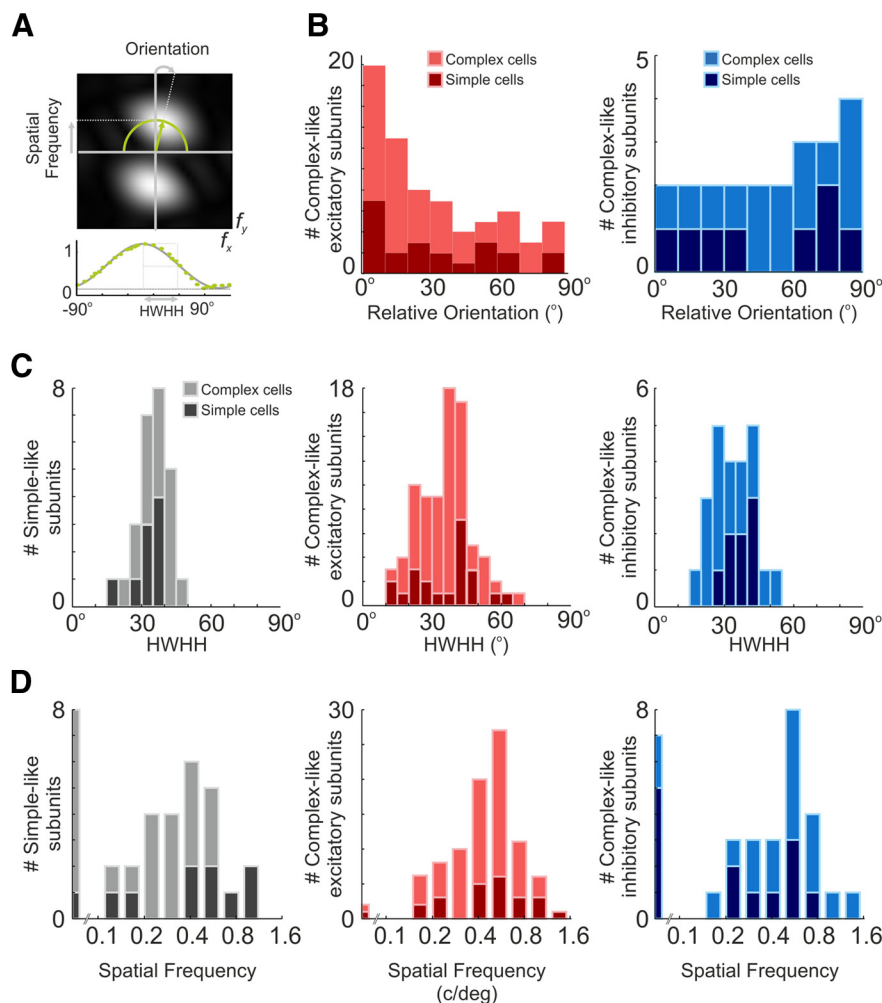 A
Orientation
Spatial
Frequency
f_y
f_x
1
0
-90°
HWHH
90°
B
20
Complex cells
Simple cells
# Complex-like
excitatory subunits
0
0°
30
60
90°
Relative Orientation (°)
5
Complex cells
Simple cells
# Complex-like
inhibitory subunits
0
0°
30
60
90°
Relative Orientation (°)
C
8
Complex cells
Simple cells
# Simple-like
subunits
0
0°
30
60
90°
HWHH
18
# Complex-like
excitatory subunits
0
0°
30
60
90°
HWHH (°)
6
# Complex-like
inhibitory subunits
0
0°
30
60
90°
HWHH
D
8
# Simple-like
subunits
0
//
0.1
0.2
0.4
0.8
1.6
Spatial Frequency
30
# Complex-like
excitatory subunits
0
//
0.1
0.2
0.4
0.8
1.6
Spatial Frequency
(c/deg)
8
# Complex-like
inhibitory subunits
0
//
0.1
0.2
0.4
0.8
1.6
Spatial Frequency